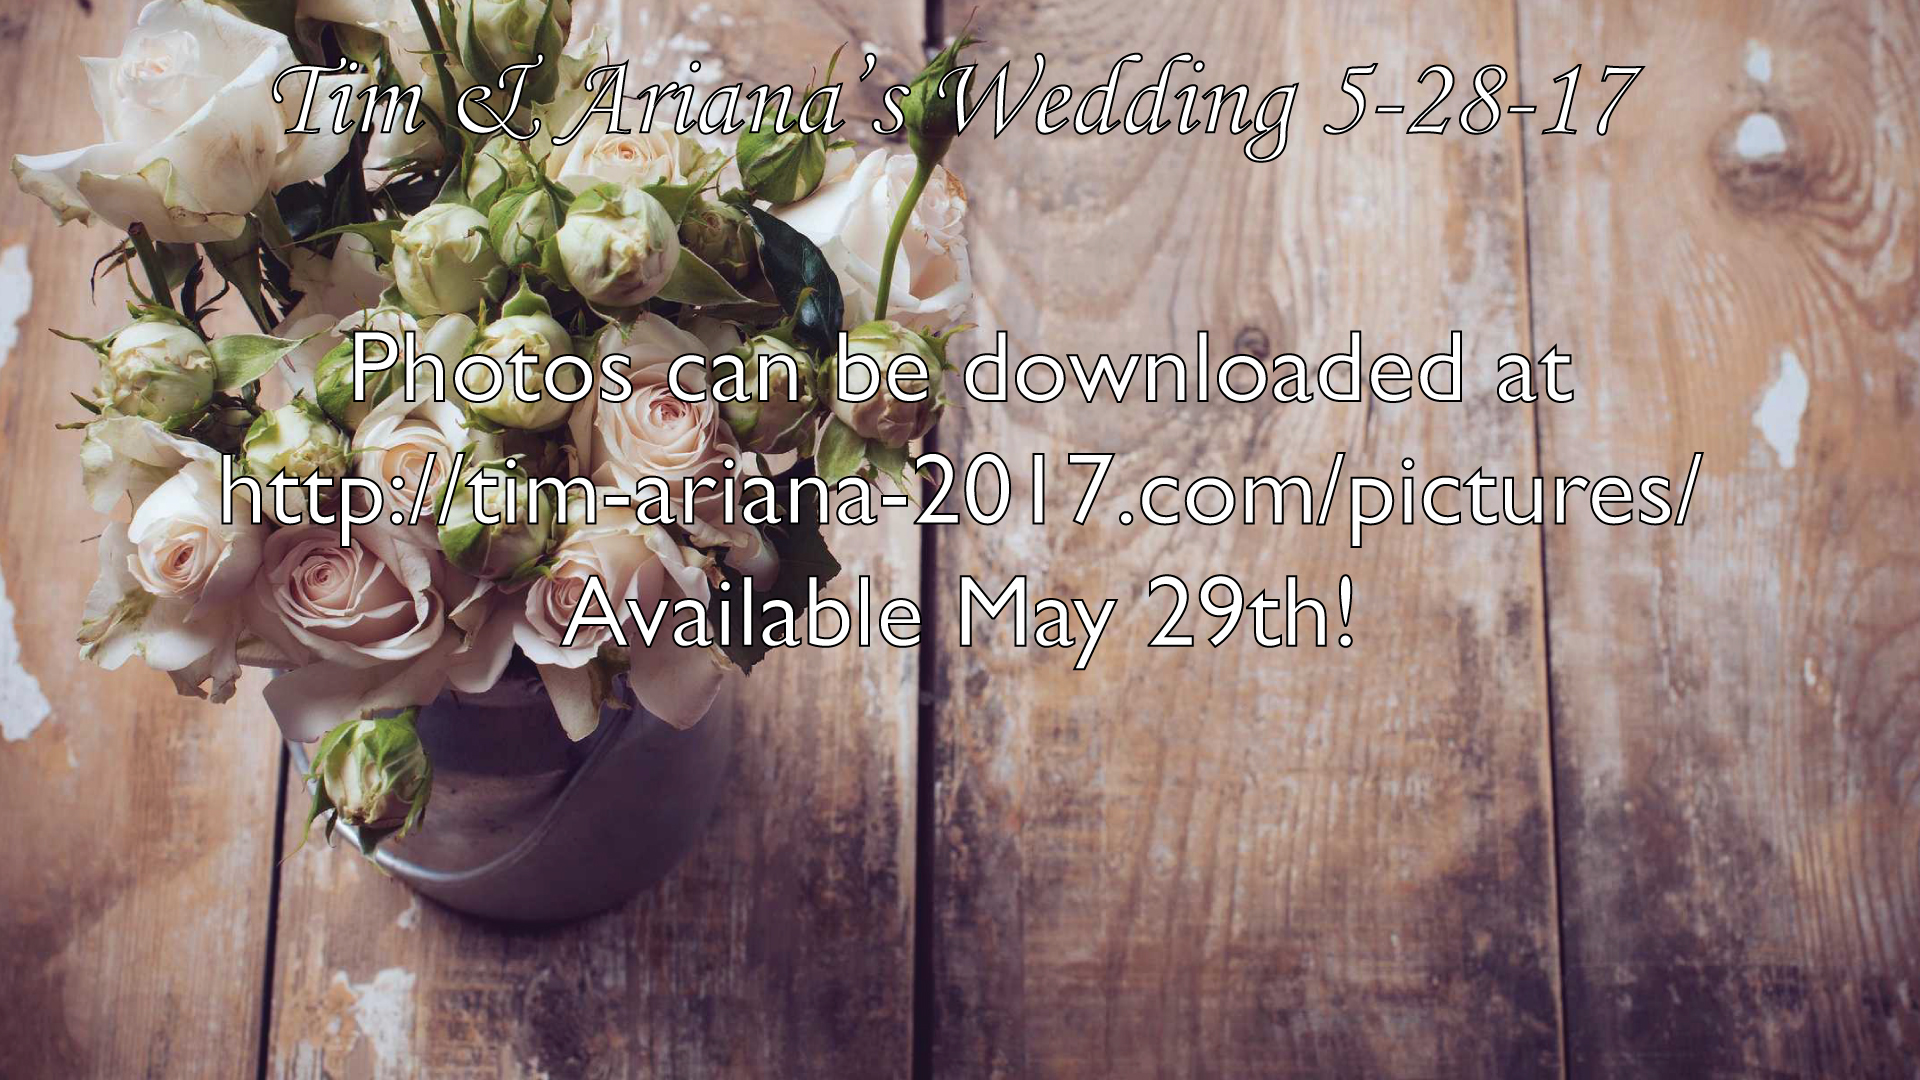 Tim & Ariana’s Wedding 5-28-17
Photos can be downloaded at
http://tim-ariana-2017.com/pictures/
Available May 29th!